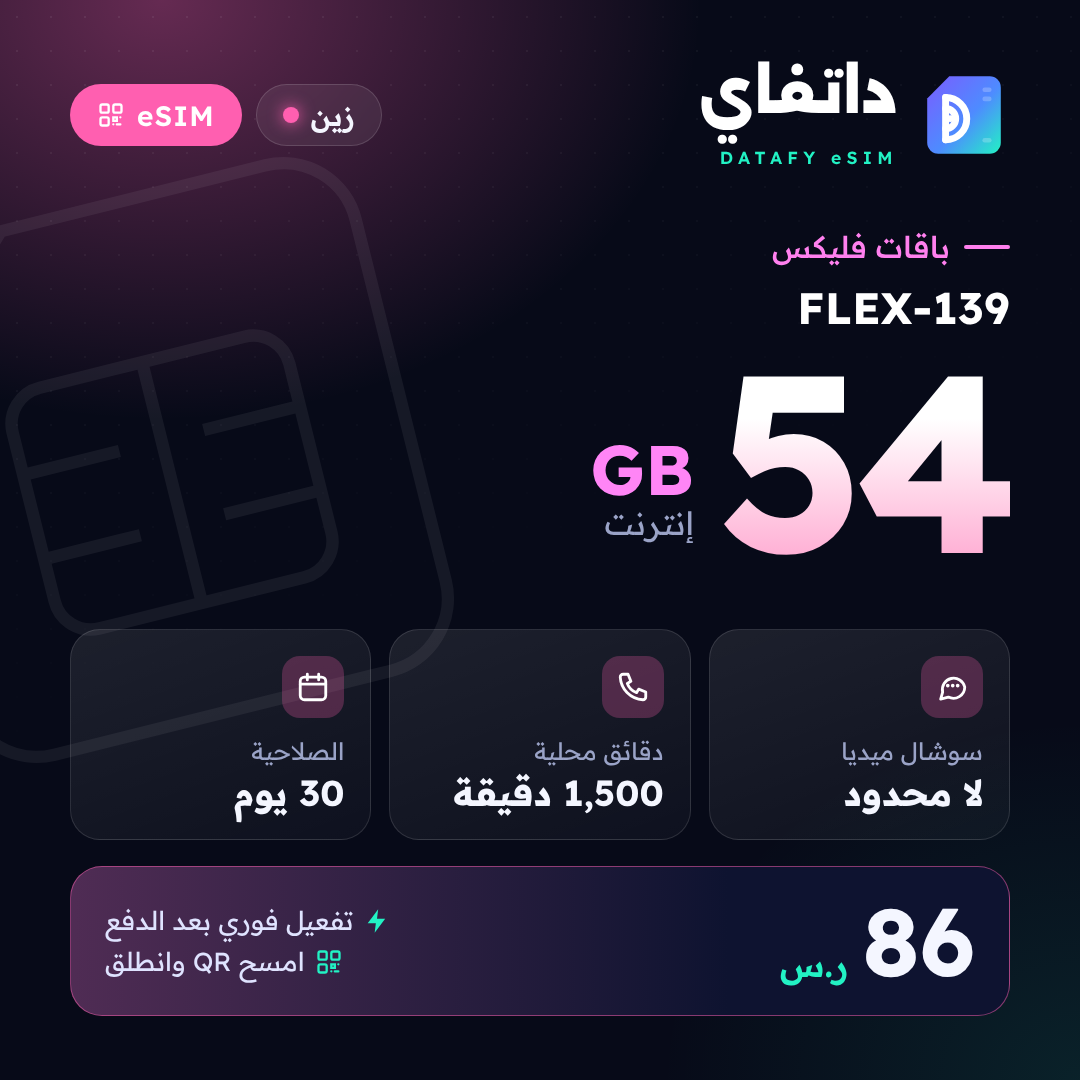 داتفاي
DATAFY eSIM
زين
eSIM
باقات فليكس
FLEX-139
54 GB
إنترنت
سوشال ميديا
لا محدود
دقائق محلية
1,500 دقيقة
الصلاحية
30 يوم
86 ر.س
تفعيل فوري بعد الدفع
امسح QR وانطلق